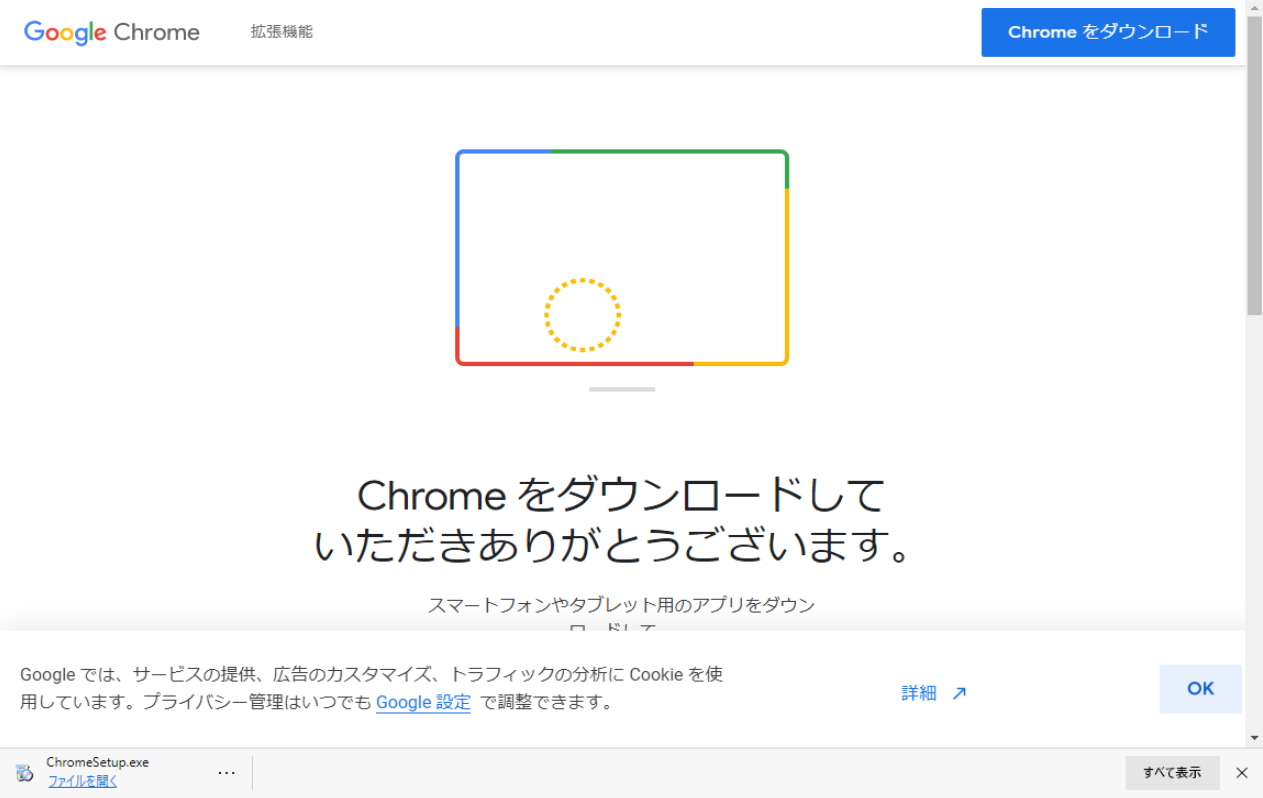 Google Chrome
拡張機能
Chrome をダウンロード
Chrome をダウンロードして
いただきありがとうございます。
スマートフォンやタブレット用のアプリをダウン
ロードして
Google では、サービスの提供、広告のカスタマイズ、トラフィックの分析に Cookie を使
用しています。プライバシー管理はいつでも Google 設定 で調整できます。
詳細
OK
ChromeSetup.exe
ファイルを開く
すべて表示